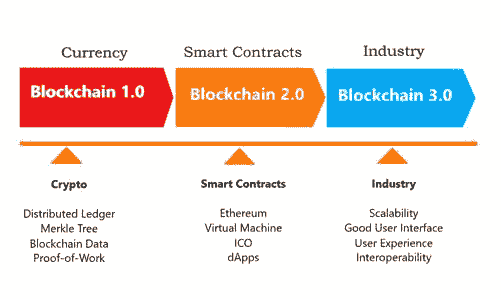 Currency
Smart Contracts
Industry
Blockchain 1.0
Blockchain 2.0
Blockchain 3.0
Crypto
Distributed Ledger
Merkle Tree
Blockchain Data
Proof-of-Work
Smart Contracts
Ethereum
Virtual Machine
ICO
dApps
Industry
Scalability
Good User Interface
User Experience
Interoperability